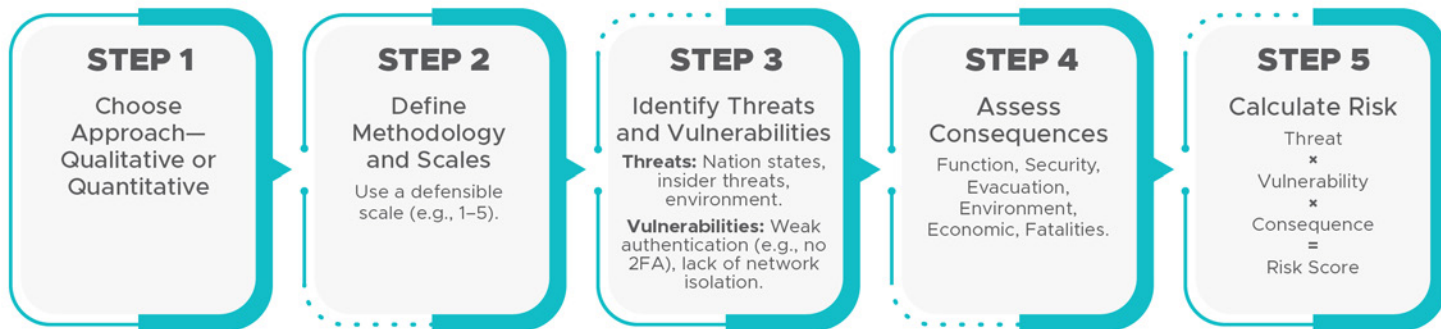 STEP 1
Choose
Approach—
Qualitative or
Quantitative
STEP 2
Define
Methodology
and Scales
Use a defensible
scale (e.g., 1–5).
STEP 3
Identify Threats
and Vulnerabilities
Threats: Nation states,
insider threats,
environment.
Vulnerabilities: Weak
authentication (e.g., no
2FA), lack of network
isolation.
STEP 4
Assess
Consequences
Function, Security,
Evacuation,
Environment,
Economic, Fatalities.
STEP 5
Calculate Risk
Threat
×
Vulnerability
×
Consequence
=
Risk Score